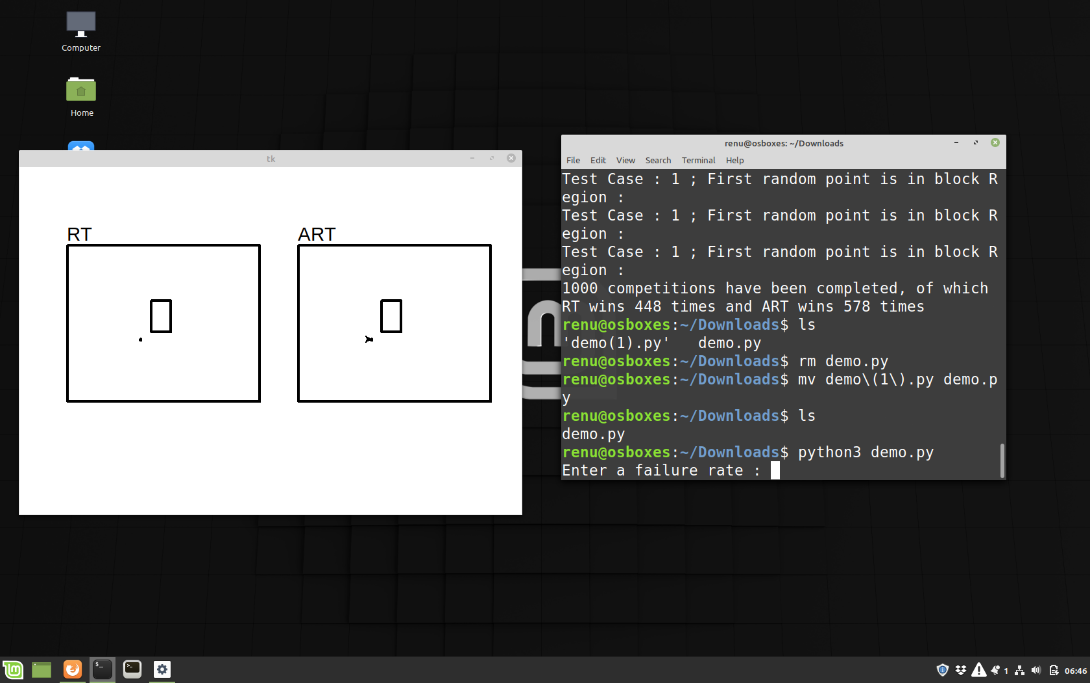 Computer
Home
tk
RT
ART
renu@osboxes: ~/Downloads
File Edit View Search Terminal Help
Test Case : 1 ; First random point is in block R
egion :
Test Case : 1 ; First random point is in block R
egion :
Test Case : 1 ; First random point is in block R
egion :
1000 competitions have been completed, of which
RT wins 448 times and ART wins 578 times
renu@osboxes:~/Downloads$ ls
'demo(1).py'   demo.py
renu@osboxes:~/Downloads$ rm demo.py
renu@osboxes:~/Downloads$ mv demo\(1\).py demo.p
y
renu@osboxes:~/Downloads$ ls
demo.py
renu@osboxes:~/Downloads$ python3 demo.py
Enter a failure rate :
1
06:46